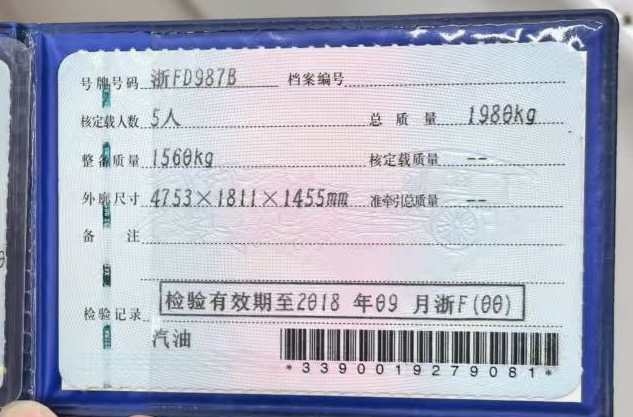 号牌号码 浙FD987B 档案编号
核定载人数 5人 总质量 1980kg
整备质量 1560kg 核定载质量 --
外廓尺寸 4753×1811×1455mm 准牵引总质量 --
备注
检验有效期至2018 年09 月浙F(00)
检验记录
汽油
*3390019279081*